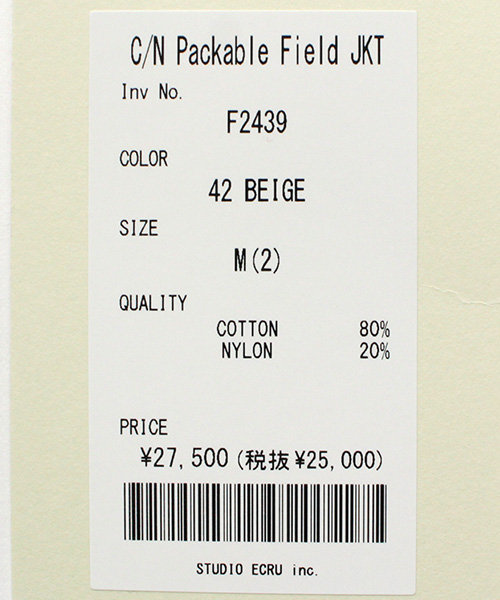 C/N Packable Field JKT
Inv No.
F2439
COLOR
42 BEIGE
SIZE
M(2)
QUALITY
COTTON 80%
NYLON 20%
PRICE
¥27,500(税抜¥25,000)
STUDIO ECRU inc.